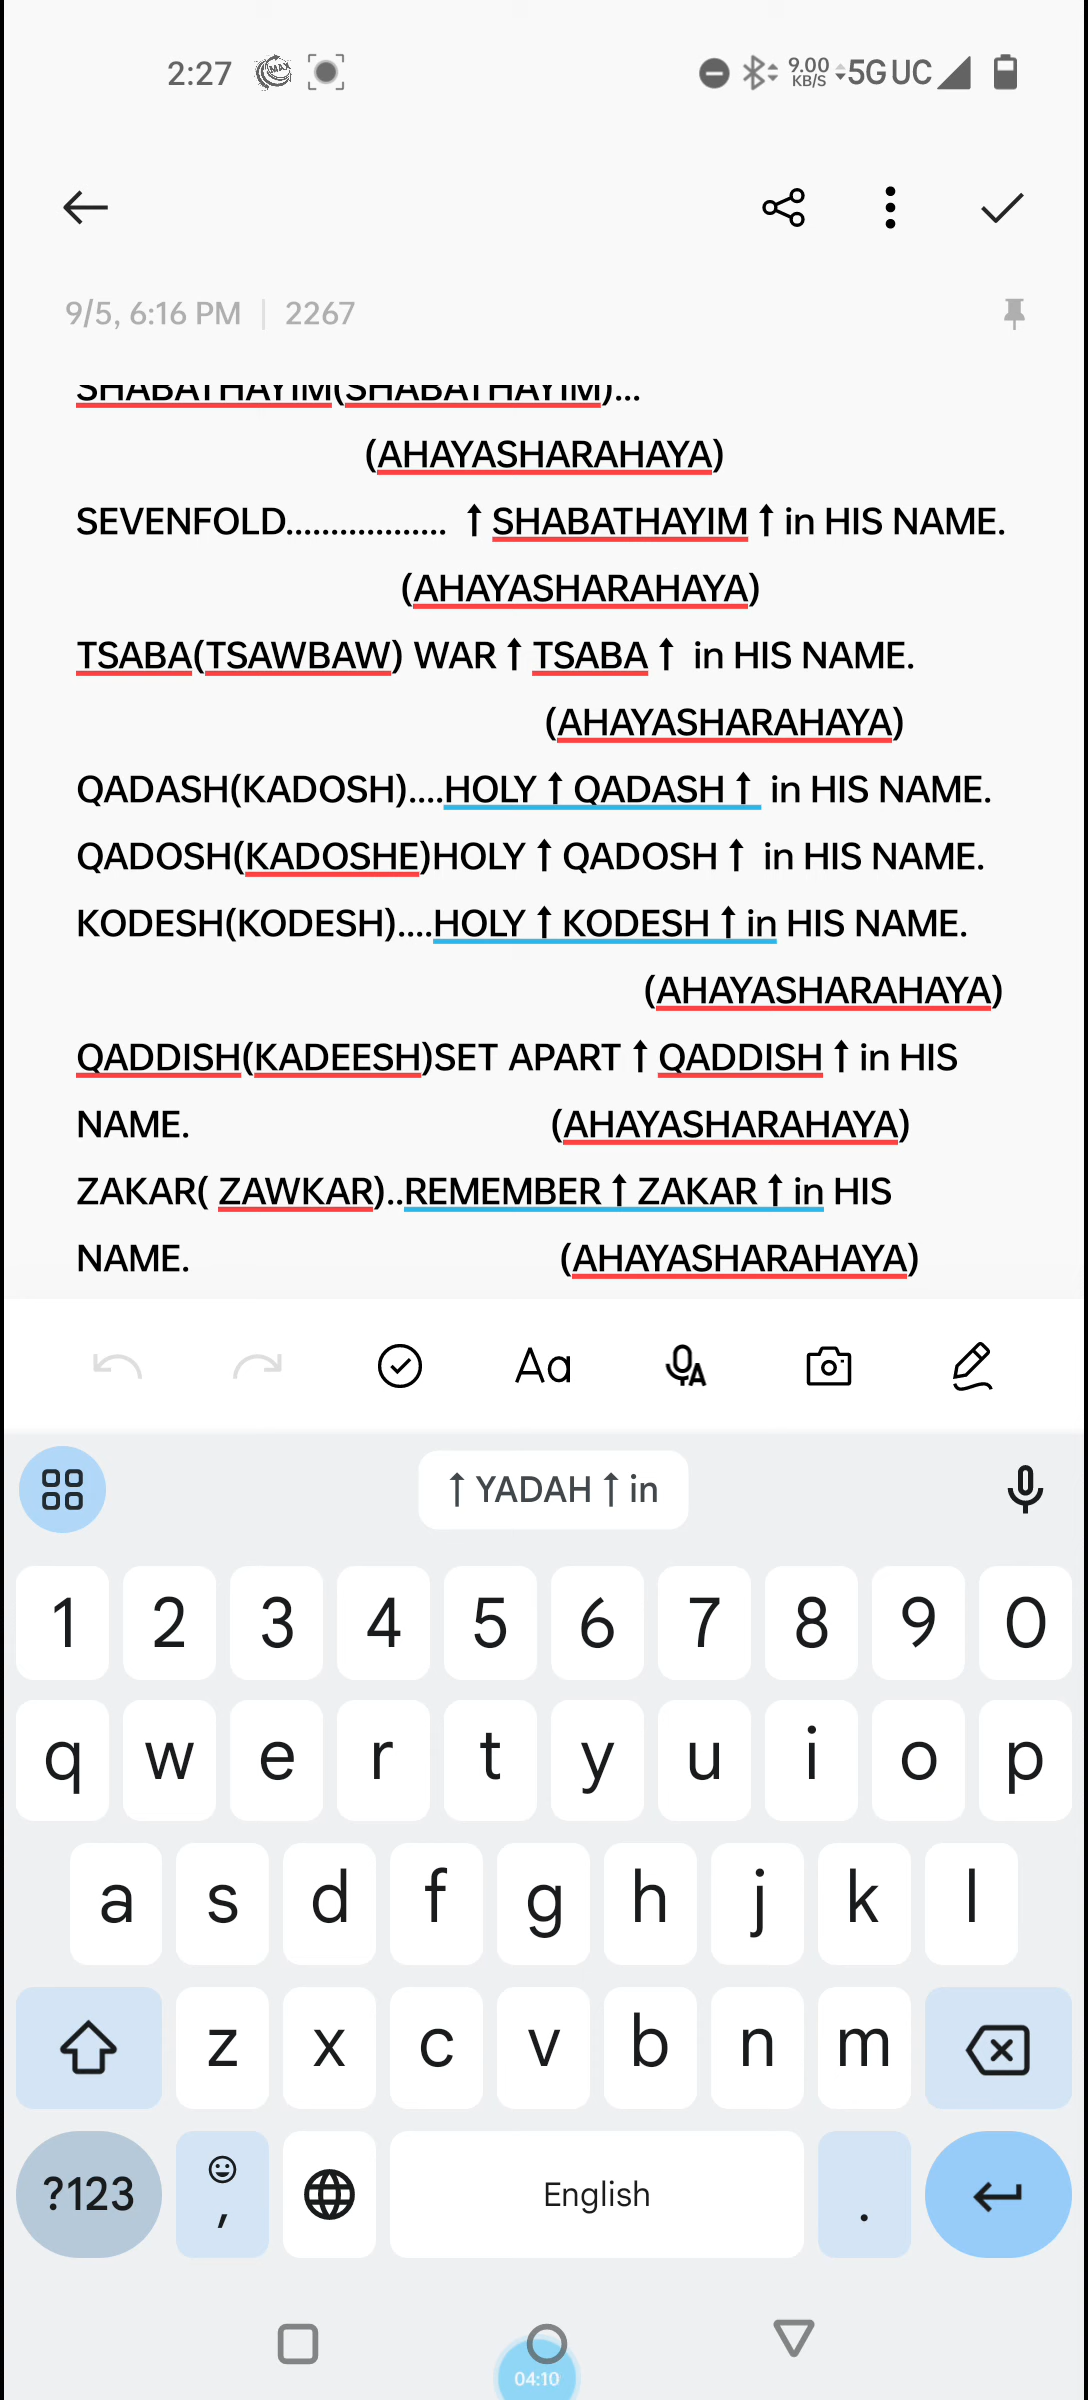 2:27 MAX 9.00 KB/S 5G UC
9/5, 6:16 PM | 2267
SHABATHAYIM(SHABATHAYIM)...
(AHAYASHARAHAYA)
SEVENFOLD.................. ↑SHABATHAYIM↑in HIS NAME.
(AHAYASHARAHAYA)
TSABA(TSAWBAW) WAR↑TSABA↑ in HIS NAME.
(AHAYASHARAHAYA)
QADASH(KADOSH)....HOLY↑QADASH↑ in HIS NAME.
QADOSH(KADOSHE)HOLY↑QADOSH↑ in HIS NAME.
KODESH(KODESH)....HOLY↑KODESH↑in HIS NAME.
(AHAYASHARAHAYA)
QADDISH(KADEESH)SET APART↑QADDISH↑in HIS
NAME. (AHAYASHARAHAYA)
ZAKAR( ZAWKAR)..REMEMBER↑ZAKAR↑in HIS
NAME. (AHAYASHARAHAYA)
Aa A
↑YADAH↑in
1 2 3 4 5 6 7 8 9 0
q w e r t y u i o p
a s d f g h j k l
z x c v b n m
?123 , English .
04:10